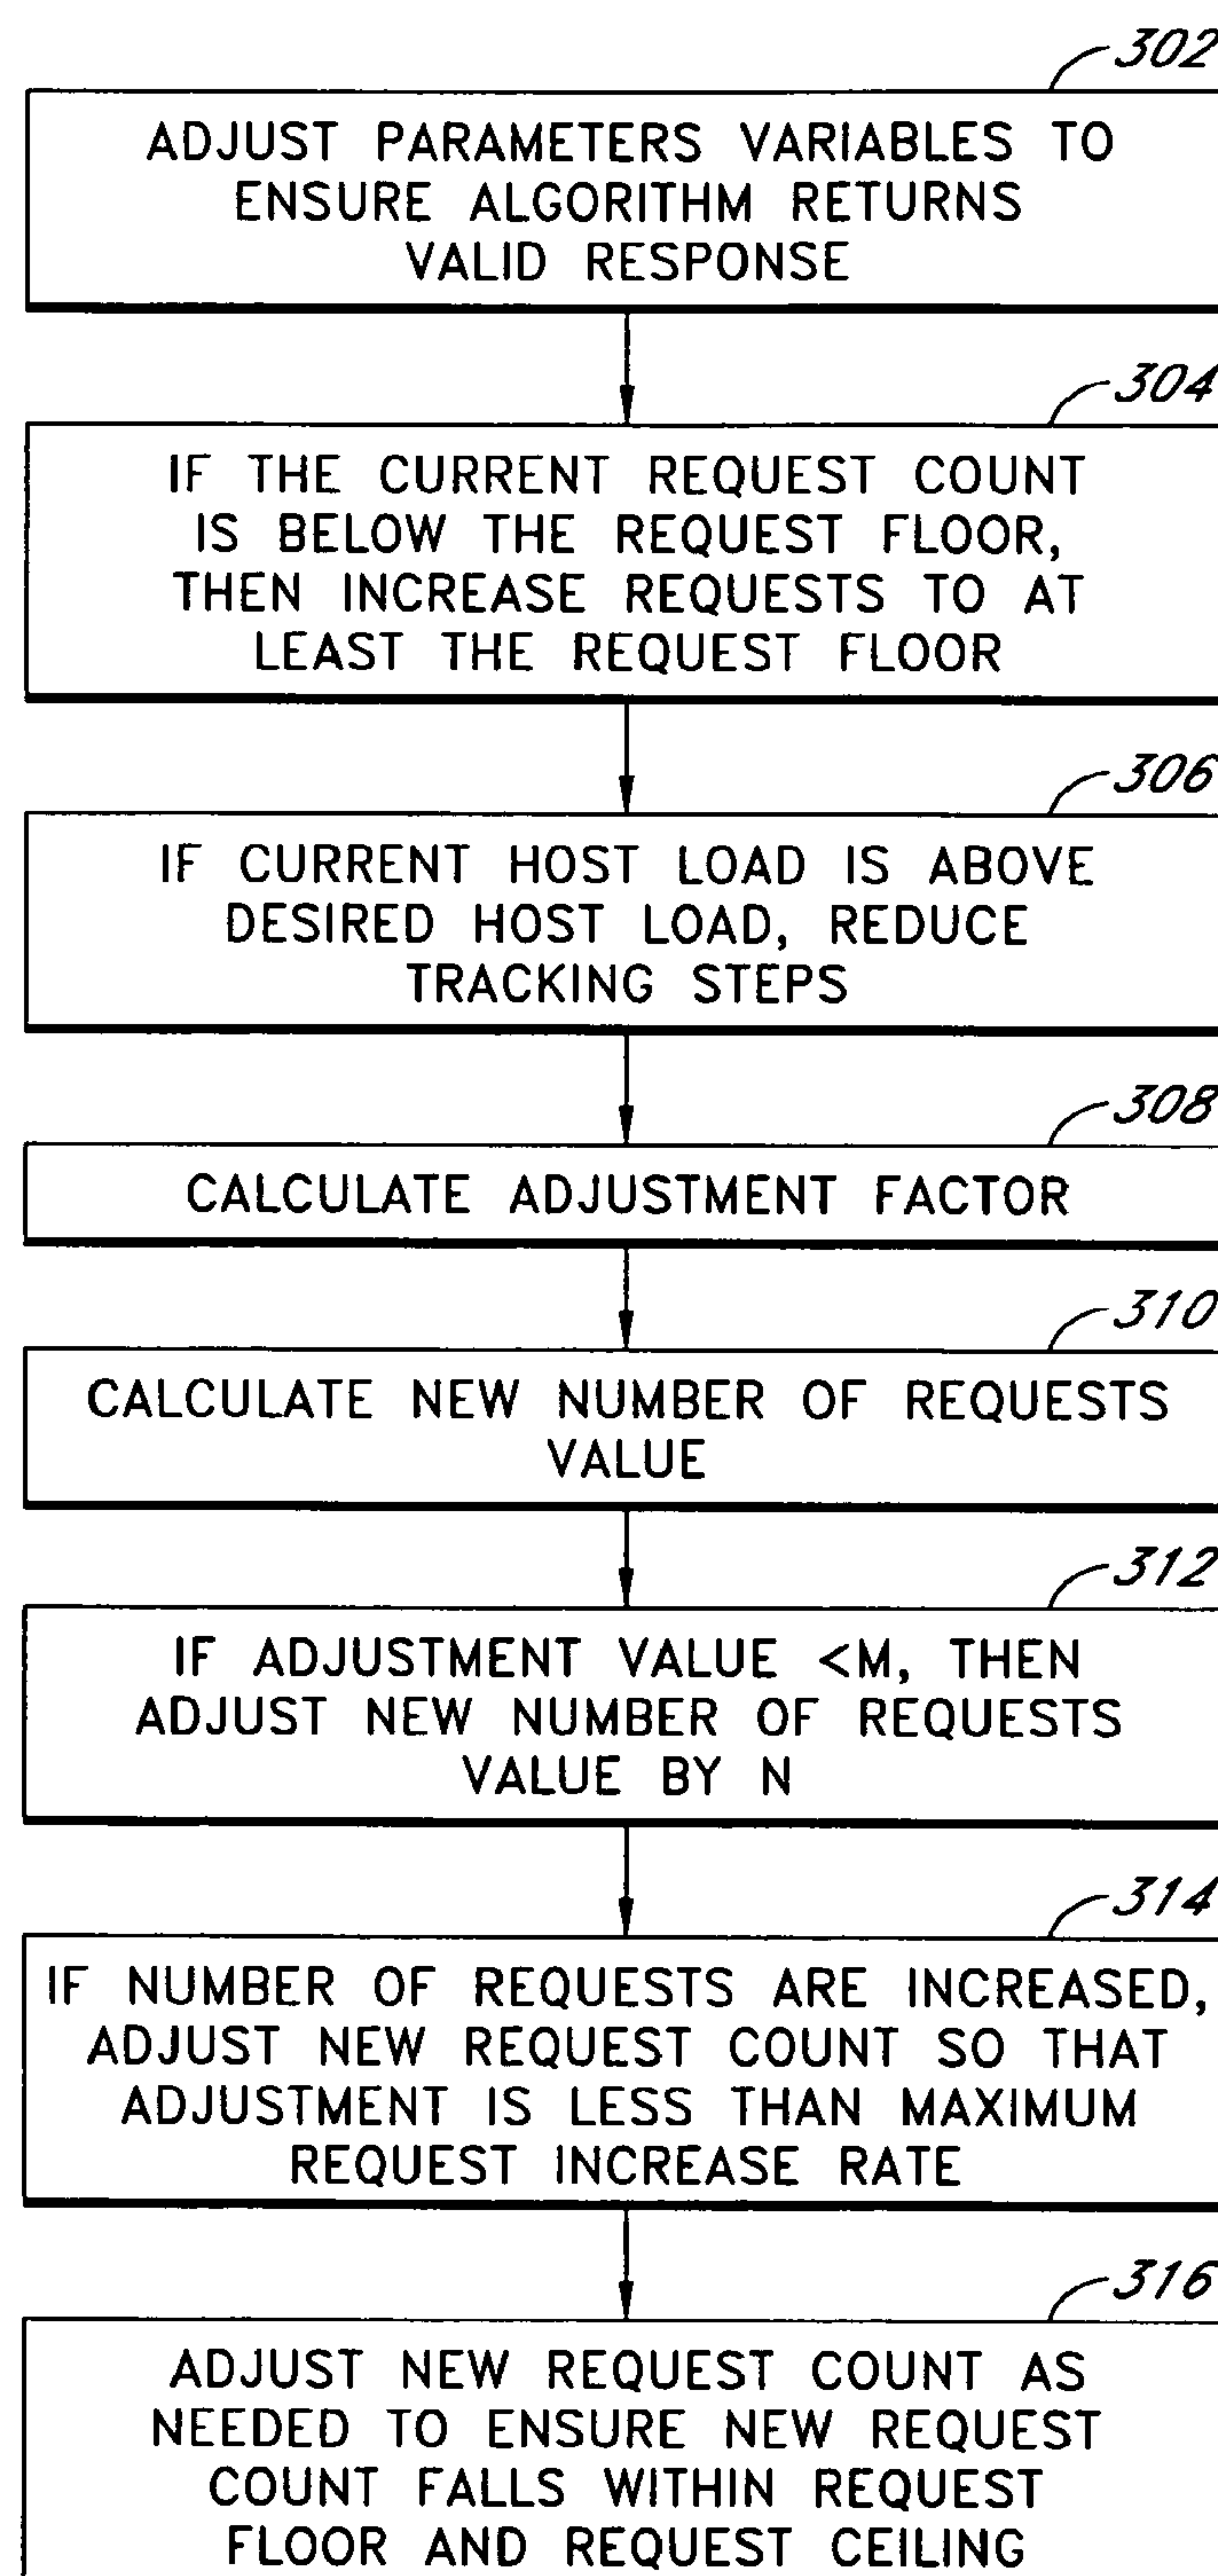 302
ADJUST PARAMETERS VARIABLES TO
ENSURE ALGORITHM RETURNS
VALID RESPONSE
304
IF THE CURRENT REQUEST COUNT
IS BELOW THE REQUEST FLOOR,
THEN INCREASE REQUESTS TO AT
LEAST THE REQUEST FLOOR
306
IF CURRENT HOST LOAD IS ABOVE
DESIRED HOST LOAD, REDUCE
TRACKING STEPS
308
CALCULATE ADJUSTMENT FACTOR
310
CALCULATE NEW NUMBER OF REQUESTS
VALUE
312
IF ADJUSTMENT VALUE <M, THEN
ADJUST NEW NUMBER OF REQUESTS
VALUE BY N
314
IF NUMBER OF REQUESTS ARE INCREASED,
ADJUST NEW REQUEST COUNT SO THAT
ADJUSTMENT IS LESS THAN MAXIMUM
REQUEST INCREASE RATE
316
ADJUST NEW REQUEST COUNT AS
NEEDED TO ENSURE NEW REQUEST
COUNT FALLS WITHIN REQUEST
FLOOR AND REQUEST CEILING